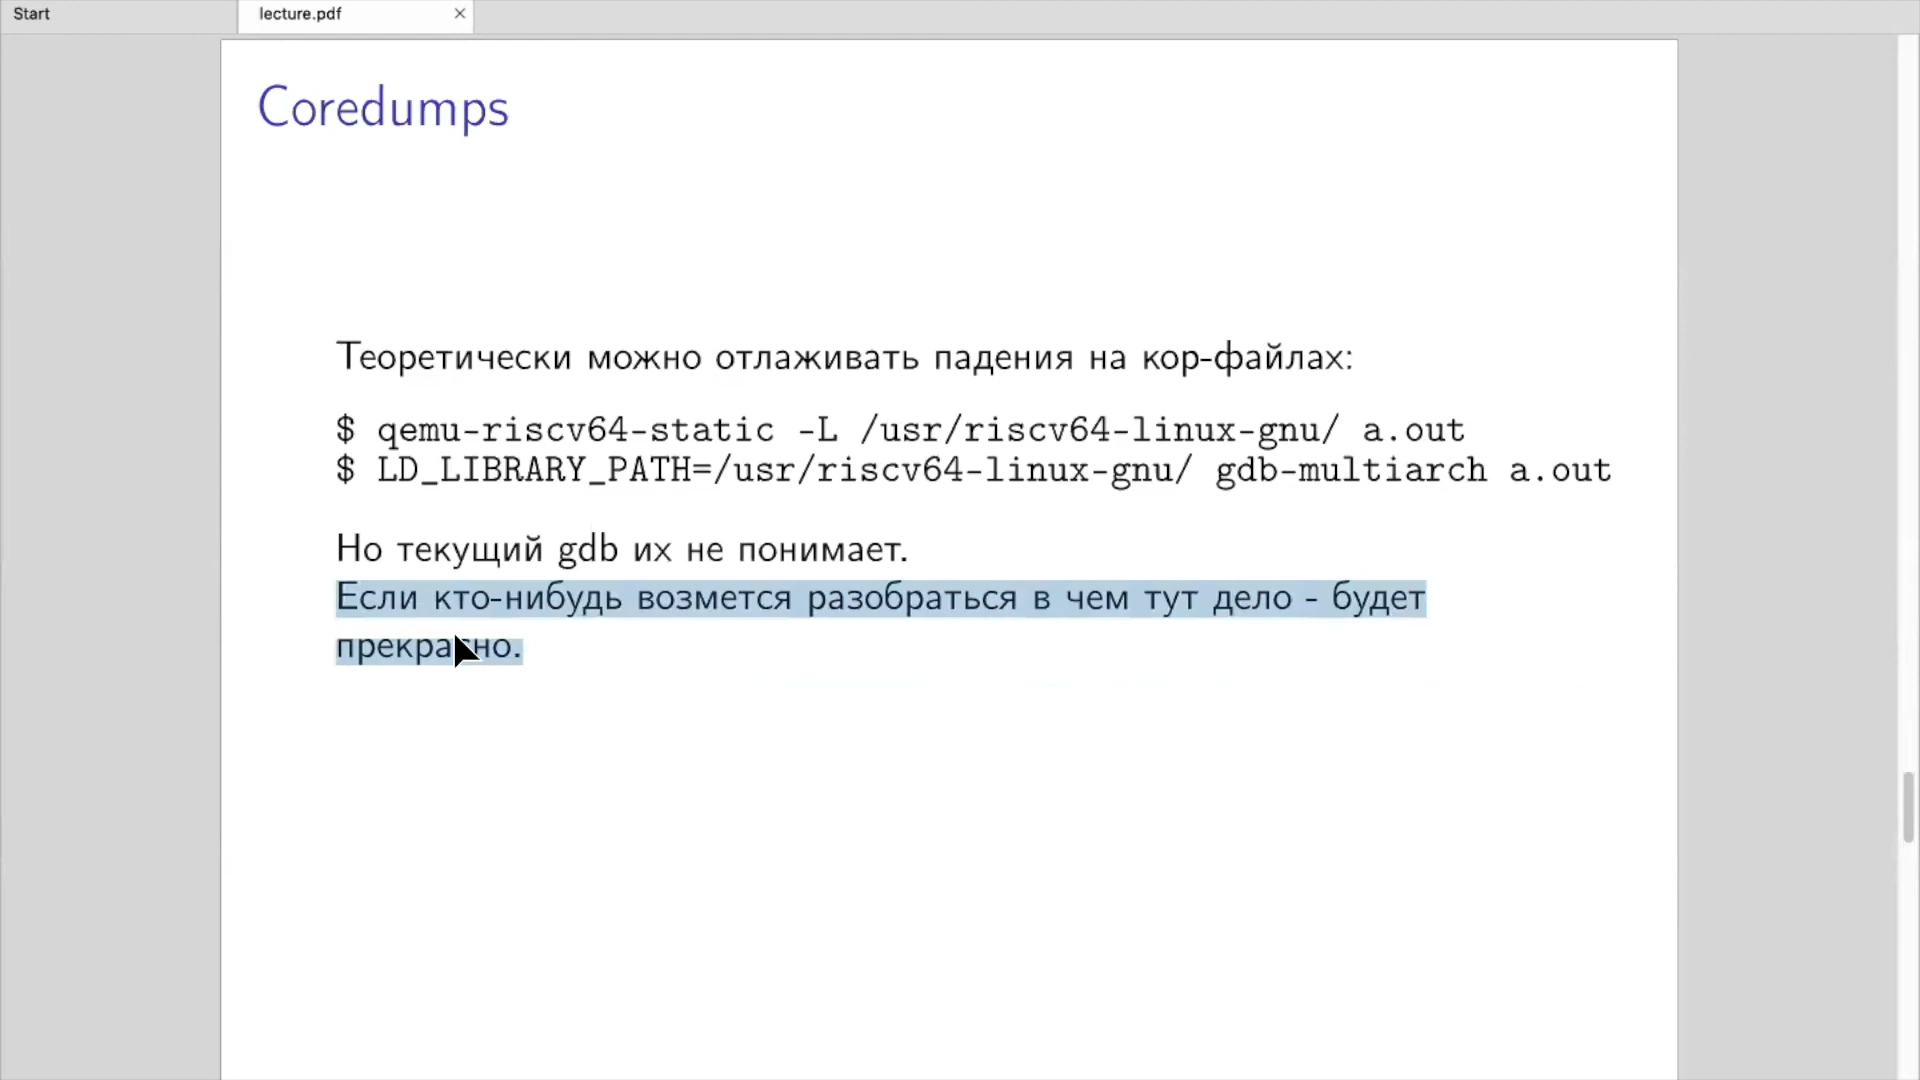 Start
lecture.pdf
Coredumps
Теоретически можно отлаживать падения на кор-файлах:
$ qemu-riscv64-static -L /usr/riscv64-linux-gnu/ a.out
$ LD_LIBRARY_PATH=/usr/riscv64-linux-gnu/ gdb-multiarch a.out
Но текущий gdb их не понимает.
Если кто-нибудь возмется разобраться в чем тут дело - будет
прекрасно.